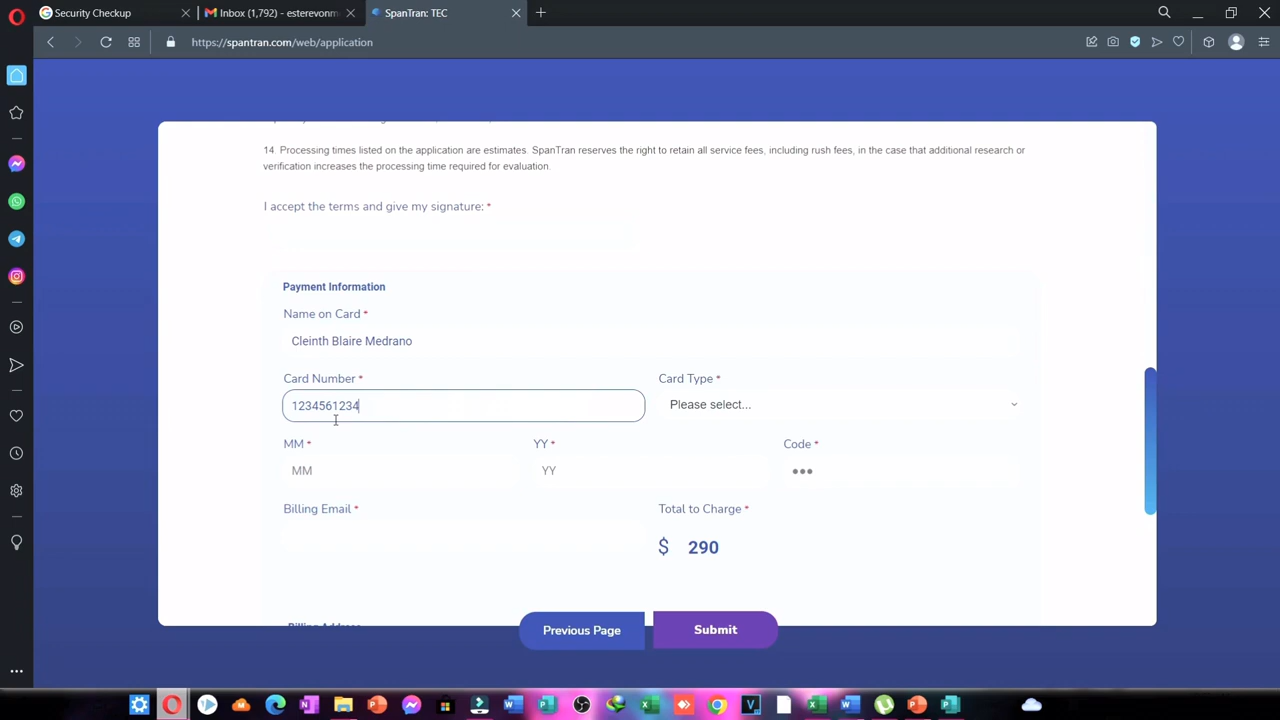 Security Checkup
Inbox (1,792) - esterevonm
SpanTran: TEC
https://spantran.com/web/application
14. Processing times listed on the application are estimates. SpanTran reserves the right to retain all service fees, including rush fees, in the case that additional research or
verification increases the processing time required for evaluation.
I accept the terms and give my signature: *
Payment Information
Name on Card *
Cleinth Blaire Medrano
Card Number *
Card Type *
1234561234
Please select...
MM *
YY *
Code *
MM
YY
•••
Billing Email *
Total to Charge *
$ 290
Billing Address
Previous Page
Submit